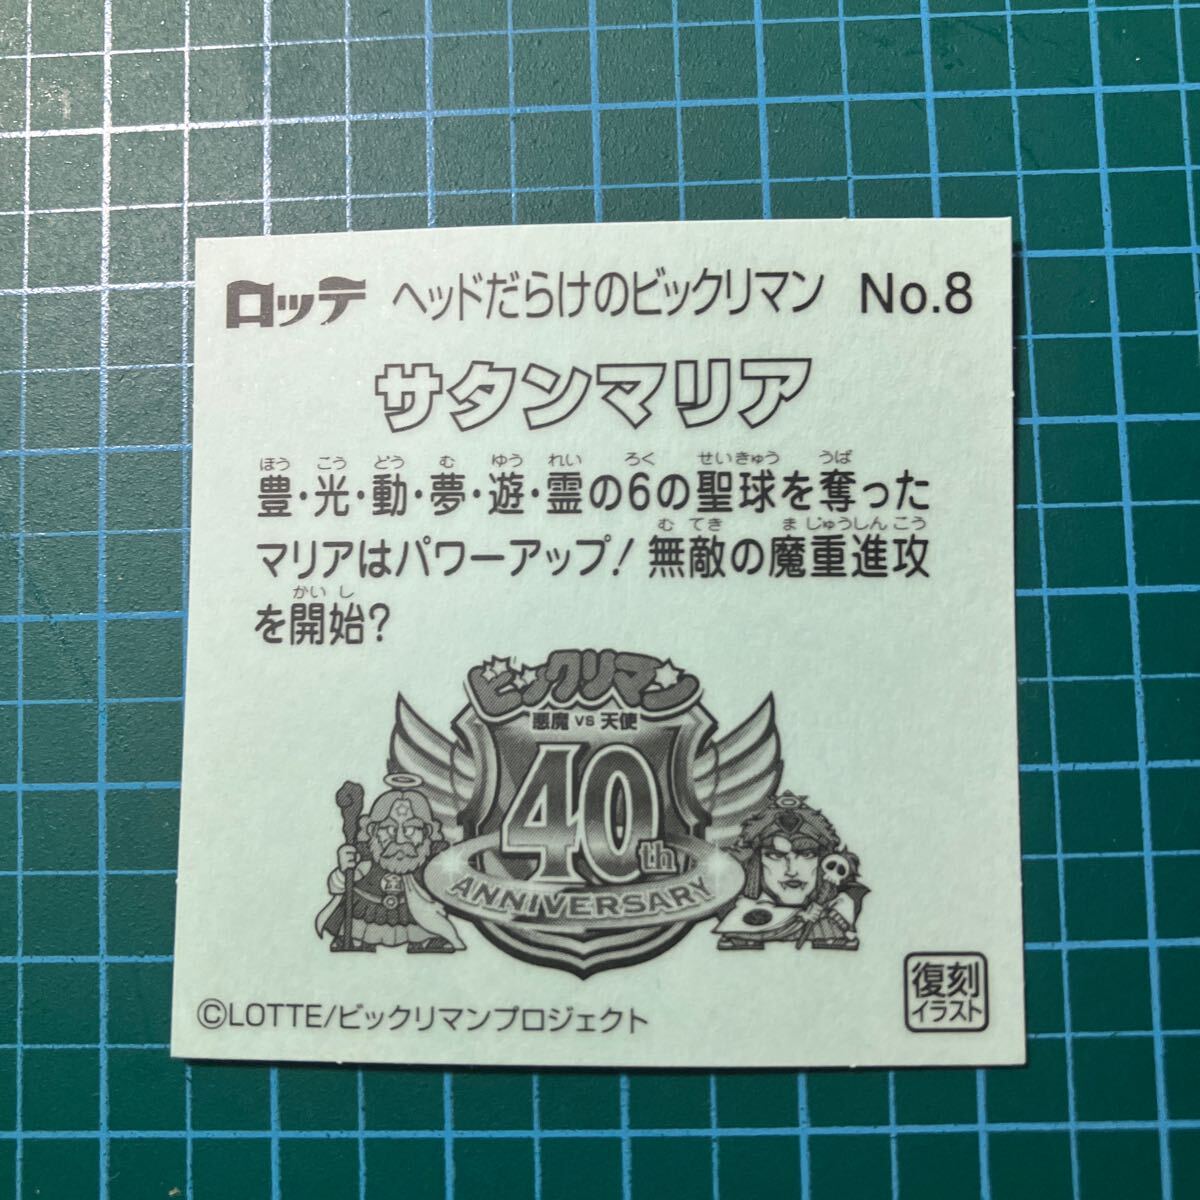 ロッテ ヘッドだらけのビックリマン No.8
サタンマリア
ほう こう どう む ゆう れい ろく せいきゅう うば
豊・光・動・夢・遊・霊の6の聖球を奪った
む てき ま じゅうしんこう
マリアはパワーアップ！無敵の魔重進攻
かい し
を開始？
ビックリマン
悪魔 VS 天使
40th
ANNIVERSARY
復刻
イラスト
©LOTTE/ビックリマンプロジェクト